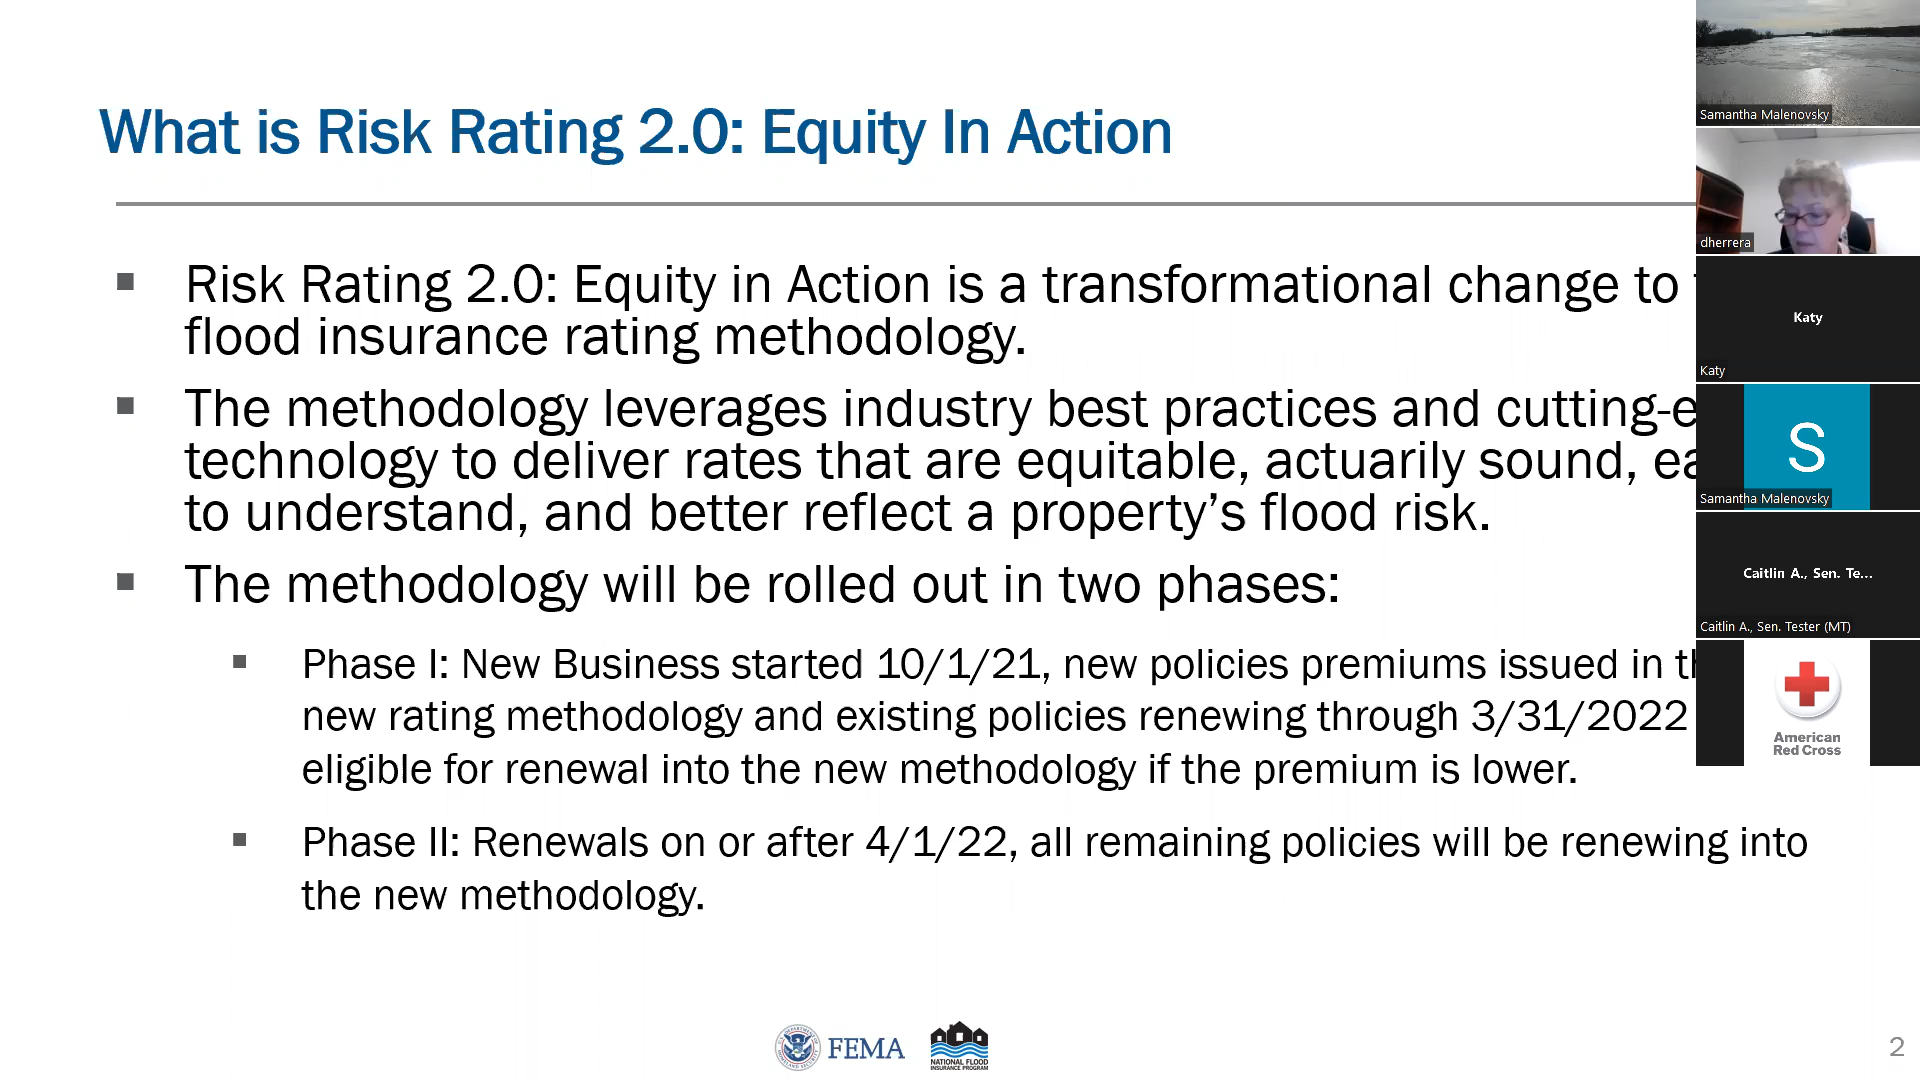 What is Risk Rating 2.0: Equity In Action
Risk Rating 2.0: Equity in Action is a transformational change to
flood insurance rating methodology.
The methodology leverages industry best practices and
technology to deliver rates that are equitable, actuarily sound,
to understand, and better reflect a property’s flood risk.
The methodology will be rolled out in two phases:
Phase I: New Business started 10/1/21, new policies premiums issued in
new rating methodology and existing policies renewing through 3/31/2022
eligible for renewal into the new methodology if the premium is lower.
Phase II: Renewals on or after 4/1/22, all remaining policies will be renewing into
the new methodology.
FEMA
NATIONAL FLOOD
INSURANCE PROGRAM
2
Samantha Malenovsky
dherrera
Katy
Katy
S
Samantha Malenovsky
Caitlin A., Sen. Te...
Caitlin A., Sen. Tester (MT)
American
Red Cross